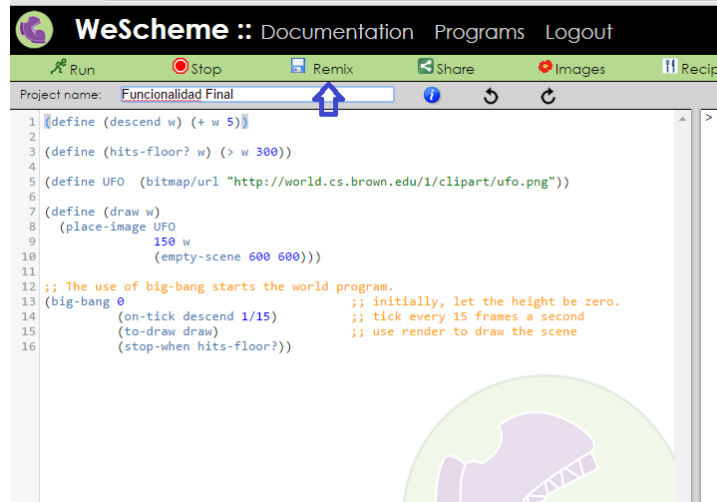 WeScheme :: Documentation Programs Logout
Run Stop Remix Share Images Recip
Project name: Funcionalidad Final
1 (define (descend w) (+ w 5))
2
3 (define (hits-floor? w) (> w 300))
4
5 (define UFO  (bitmap/url "http://world.cs.brown.edu/1/clipart/ufo.png"))
6
7 (define (draw w)
8   (place-image UFO
9                150 w
10                (empty-scene 600 600)))
11
12 ;; The use of big-bang starts the world program.
13 (big-bang 0                              ;; initially, let the height be zero.
14           (on-tick descend 1/15)         ;; tick every 15 frames a second
15           (to-draw draw)                 ;; use render to draw the scene
16           (stop-when hits-floor?))
>